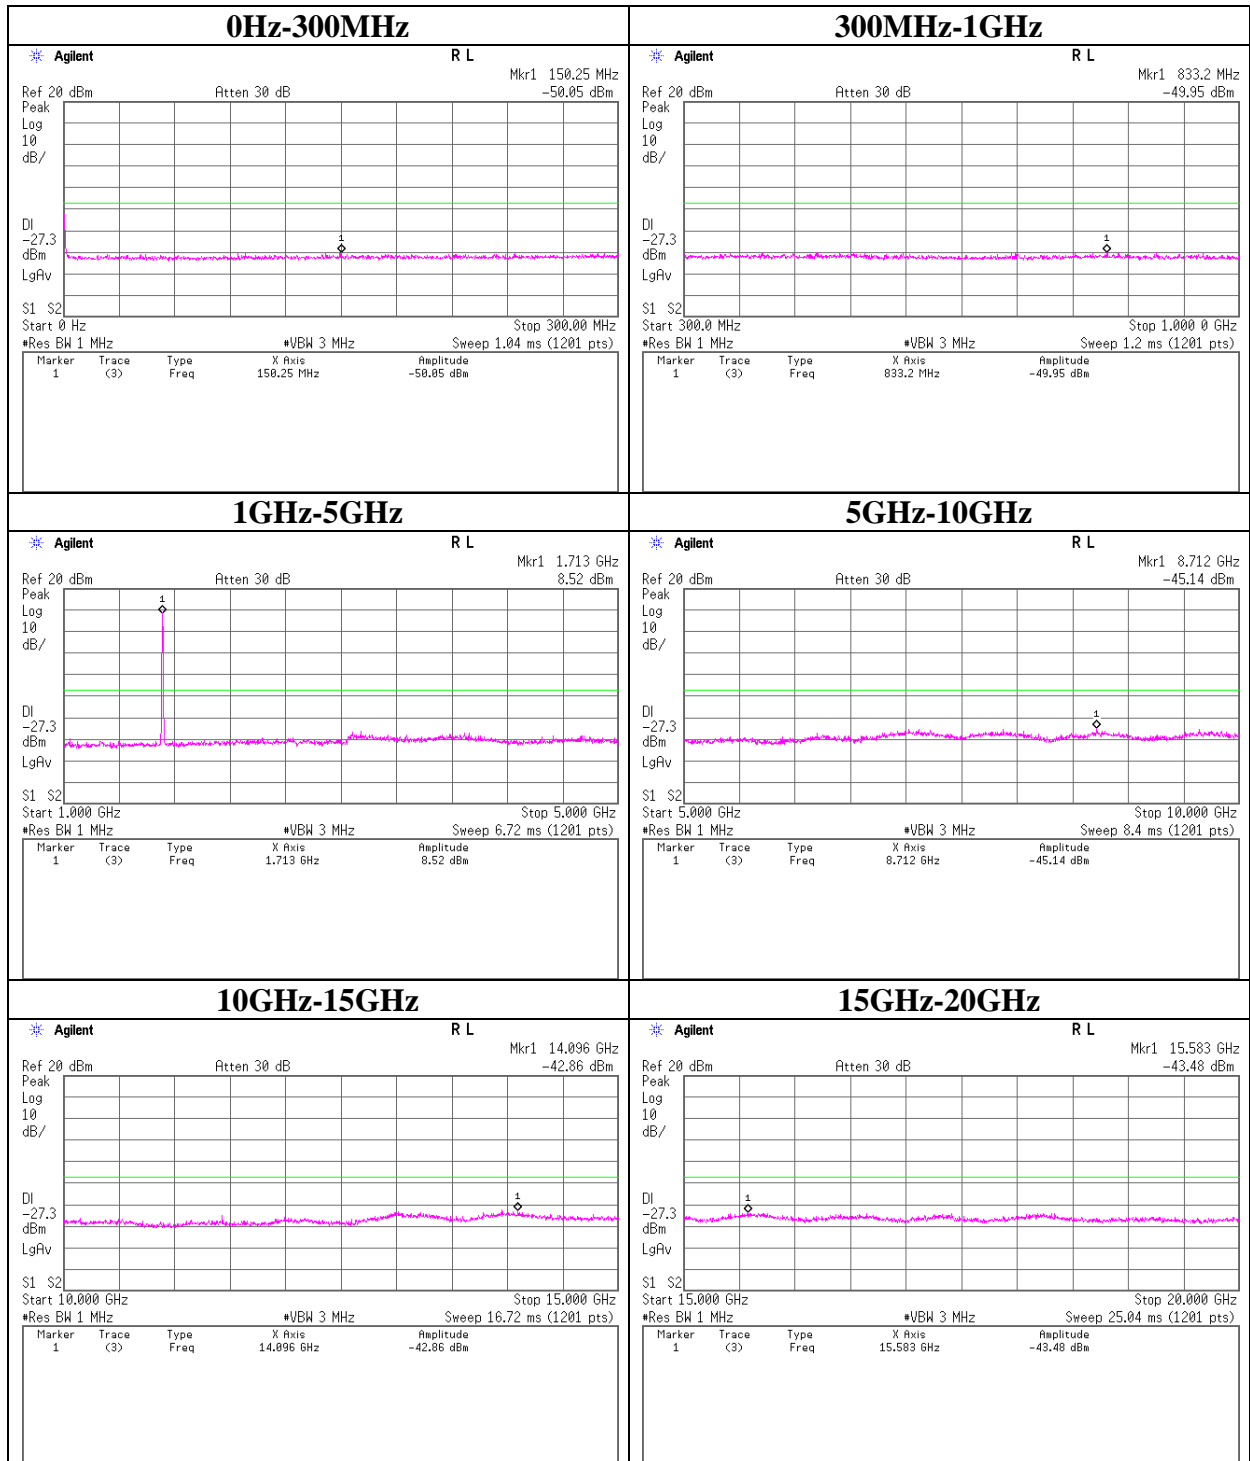 0Hz-300MHz
Agilent R L
Mkr1 150.25 MHz
Ref 20 dBm Atten 30 dB -50.05 dBm
Peak
Log
10
dB/
1
DI
-27.3
dBm
LgAv
S1 S2
Start 0 Hz Stop 300.00 MHz
#Res BW 1 MHz #VBW 3 MHz Sweep 1.04 ms (1201 pts)
Marker Trace Type X Axis Amplitude
1 (3) Freq 150.25 MHz -50.05 dBm
300MHz-1GHz
Agilent R L
Mkr1 833.2 MHz
Ref 20 dBm Atten 30 dB -49.95 dBm
Peak
Log
10
dB/
1
DI
-27.3
dBm
LgAv
S1 S2
Start 300.0 MHz Stop 1.000 0 GHz
#Res BW 1 MHz #VBW 3 MHz Sweep 1.2 ms (1201 pts)
Marker Trace Type X Axis Amplitude
1 (3) Freq 833.2 MHz -49.95 dBm
1GHz-5GHz
Agilent R L
Mkr1 1.713 GHz
Ref 20 dBm Atten 30 dB 8.52 dBm
Peak
Log
10
dB/
1
DI
-27.3
dBm
LgAv
S1 S2
Start 1.000 GHz Stop 5.000 GHz
#Res BW 1 MHz #VBW 3 MHz Sweep 6.72 ms (1201 pts)
Marker Trace Type X Axis Amplitude
1 (3) Freq 1.713 GHz 8.52 dBm
5GHz-10GHz
Agilent R L
Mkr1 8.712 GHz
Ref 20 dBm Atten 30 dB -45.14 dBm
Peak
Log
10
dB/
1
DI
-27.3
dBm
LgAv
S1 S2
Start 5.000 GHz Stop 10.000 GHz
#Res BW 1 MHz #VBW 3 MHz Sweep 8.4 ms (1201 pts)
Marker Trace Type X Axis Amplitude
1 (3) Freq 8.712 GHz -45.14 dBm
10GHz-15GHz
Agilent R L
Mkr1 14.096 GHz
Ref 20 dBm Atten 30 dB -42.86 dBm
Peak
Log
10
dB/
1
DI
-27.3
dBm
LgAv
S1 S2
Start 10.000 GHz Stop 15.000 GHz
#Res BW 1 MHz #VBW 3 MHz Sweep 16.72 ms (1201 pts)
Marker Trace Type X Axis Amplitude
1 (3) Freq 14.096 GHz -42.86 dBm
15GHz-20GHz
Agilent R L
Mkr1 15.583 GHz
Ref 20 dBm Atten 30 dB -43.48 dBm
Peak
Log
10
dB/
1
DI
-27.3
dBm
LgAv
S1 S2
Start 15.000 GHz Stop 20.000 GHz
#Res BW 1 MHz #VBW 3 MHz Sweep 25.04 ms (1201 pts)
Marker Trace Type X Axis Amplitude
1 (3) Freq 15.583 GHz -43.48 dBm